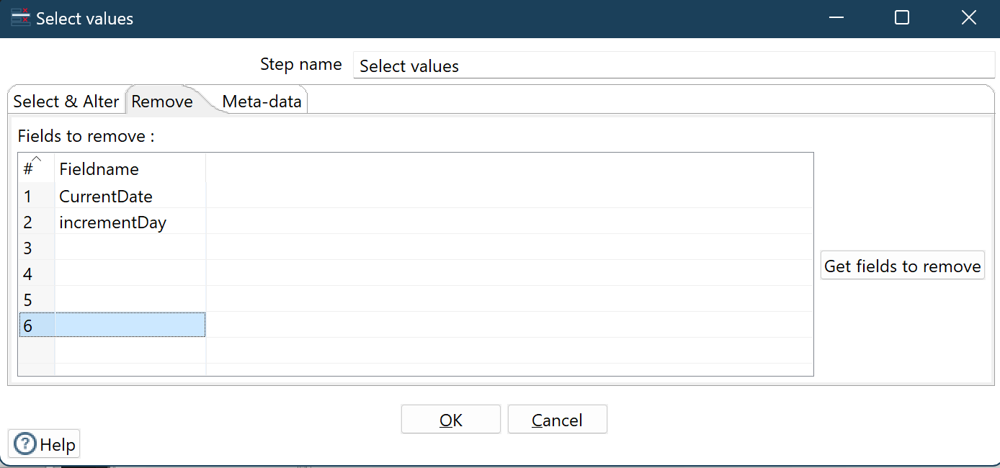 Select values
Step name Select values
Select & Alter Remove Meta-data
Fields to remove :
# Fieldname
1 CurrentDate
2 incrementDay
3
4
Get fields to remove
5
6
OK Cancel
? Help